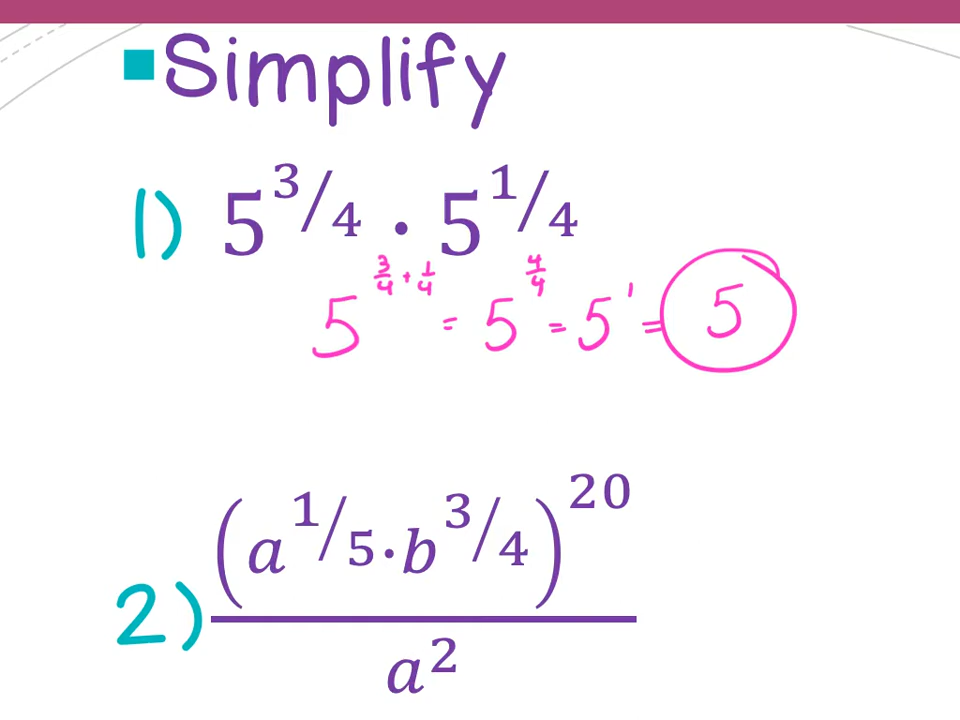 Simplify
1) 5^{3/4} · 5^{1/4}
5^{3/4 + 1/4} = 5^{4/4} = 5^1 = 5
2) (a^{1/5} · b^{3/4})^{20} / a^2